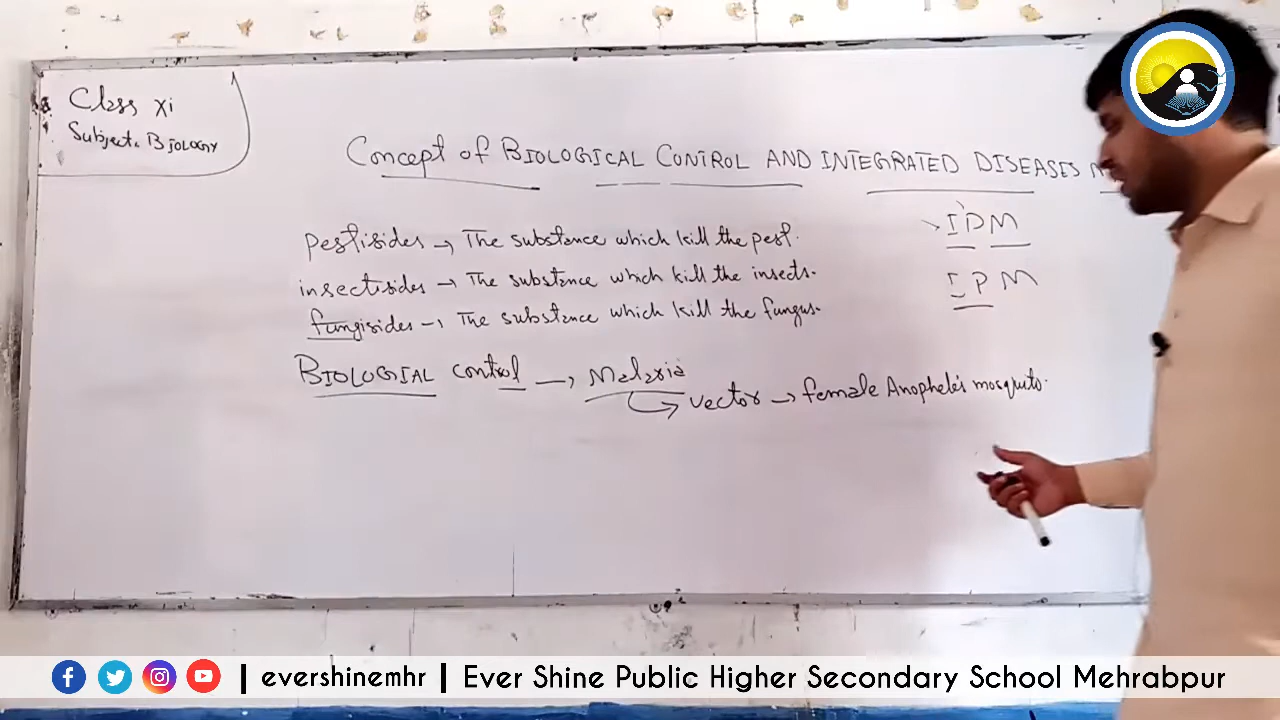 Class xi
Subject. BIOLOGY
Concept of BIOLOGICAL CONTROL AND INTEGRATED DISEASES M
pestisides → The substance which kill the pest.
IDM
insectisides → The substance which kill the insects.
IPM
fungisides → The substance which kill the fungus.
BIOLOGIAL control → Malaria
vector → female Anopheleis mosquito.
| evershinemhr | Ever Shine Public Higher Secondary School Mehrabpur